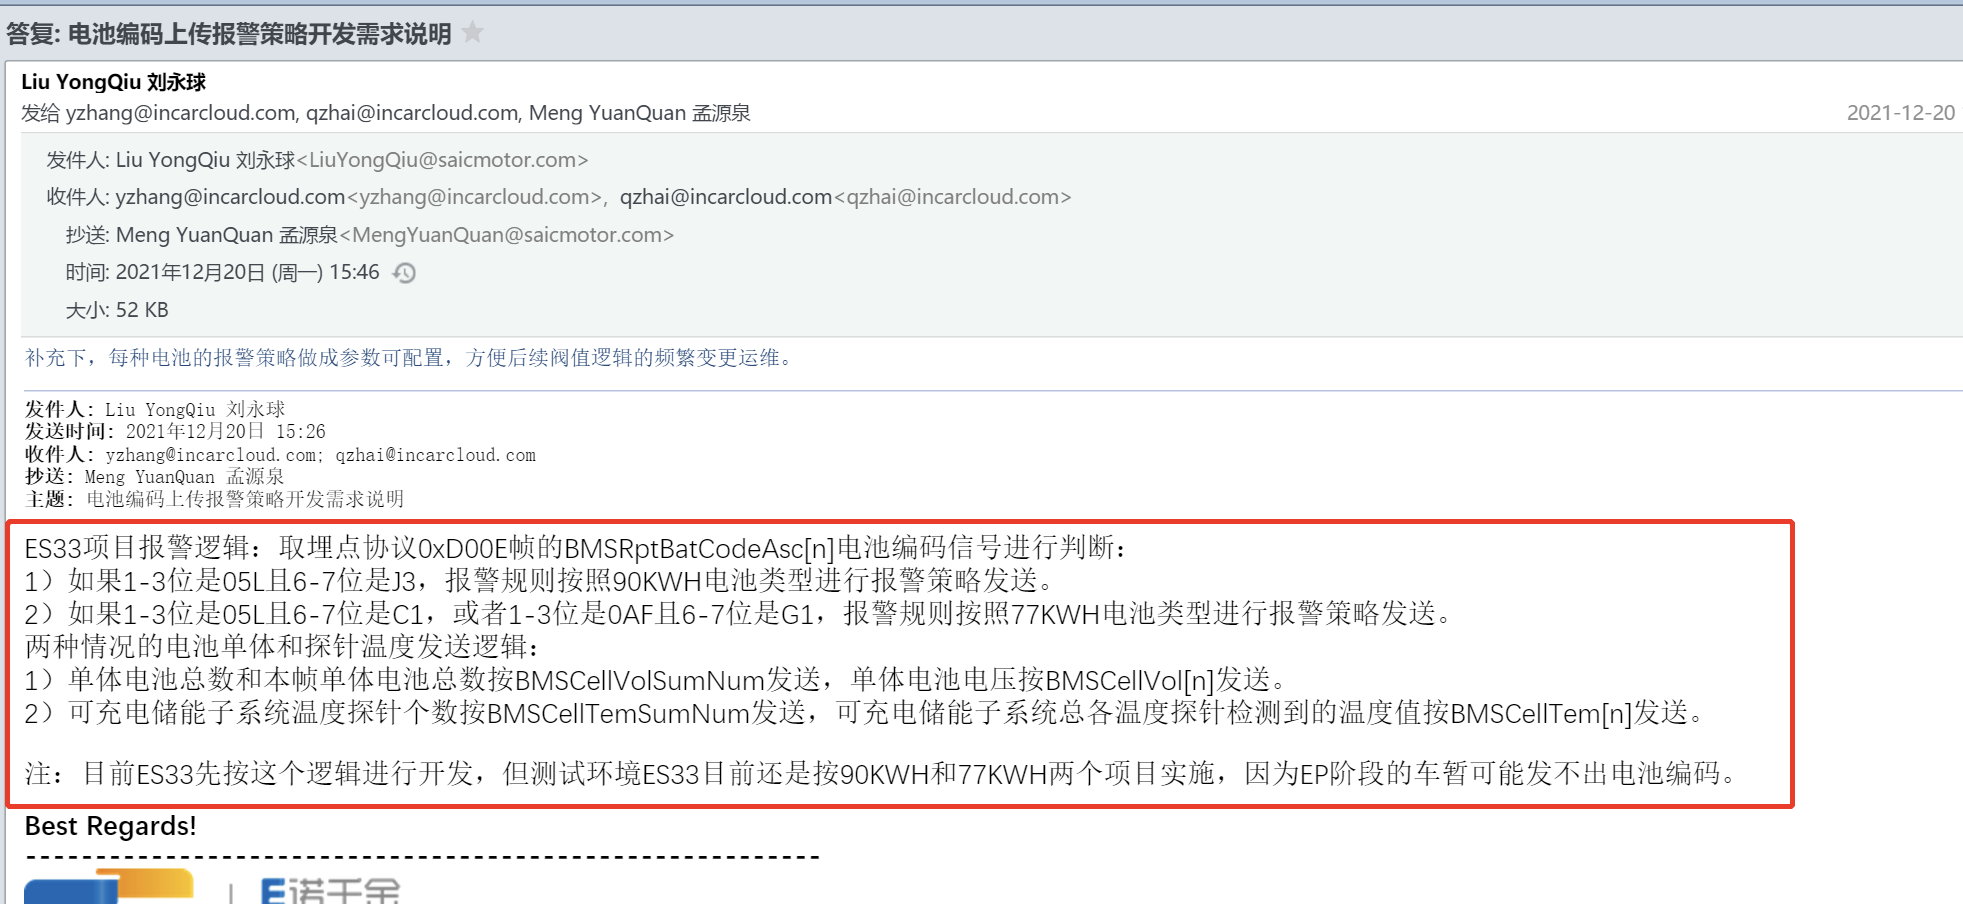 答复: 电池编码上传报警策略开发需求说明
Liu YongQiu 刘永球
发给 yzhang@incarcloud.com, qzhai@incarcloud.com, Meng YuanQuan 孟源泉
2021-12-20
发件人: Liu YongQiu 刘永球<LiuYongQiu@saicmotor.com>
收件人: yzhang@incarcloud.com<yzhang@incarcloud.com>, qzhai@incarcloud.com<qzhai@incarcloud.com>
抄送: Meng YuanQuan 孟源泉<MengYuanQuan@saicmotor.com>
时间: 2021年12月20日 (周一) 15:46
大小: 52 KB
补充下，每种电池的报警策略做成参数可配置，方便后续阀值逻辑的频繁变更运维。
发件人: Liu YongQiu 刘永球
发送时间: 2021年12月20日 15:26
收件人: yzhang@incarcloud.com; qzhai@incarcloud.com
抄送: Meng YuanQuan 孟源泉
主题: 电池编码上传报警策略开发需求说明
ES33项目报警逻辑：取埋点协议0xD00E帧的BMSRptBatCodeAsc[n]电池编码信号进行判断：
1）如果1-3位是05L且6-7位是J3，报警规则按照90KWH电池类型进行报警策略发送。
2）如果1-3位是05L且6-7位是C1，或者1-3位是0AF且6-7位是G1，报警规则按照77KWH电池类型进行报警策略发送。
两种情况的电池单体和探针温度发送逻辑：
1）单体电池总数和本帧单体电池总数按BMSCellVolSumNum发送，单体电池电压按BMSCellVol[n]发送。
2）可充电储能子系统温度探针个数按BMSCellTemSumNum发送，可充电储能子系统总各温度探针检测到的温度值按BMSCellTem[n]发送。
注：目前ES33先按这个逻辑进行开发，但测试环境ES33目前还是按90KWH和77KWH两个项目实施，因为EP阶段的车暂可能发不出电池编码。
Best Regards!
---------------------------------------------------------
| E诺千金